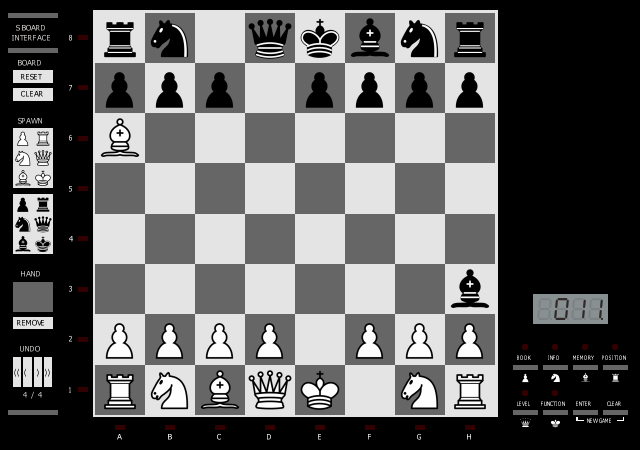 S BOARD
INTERFACE
BOARD
RESET
CLEAR
SPAWN
HAND
REMOVE
UNDO
4 / 4
8
7
6
5
4
3
2
1
A B C D E F G H
011.
BOOK INFO MEMORY POSITION
LEVEL FUNCTION ENTER CLEAR
NEW GAME